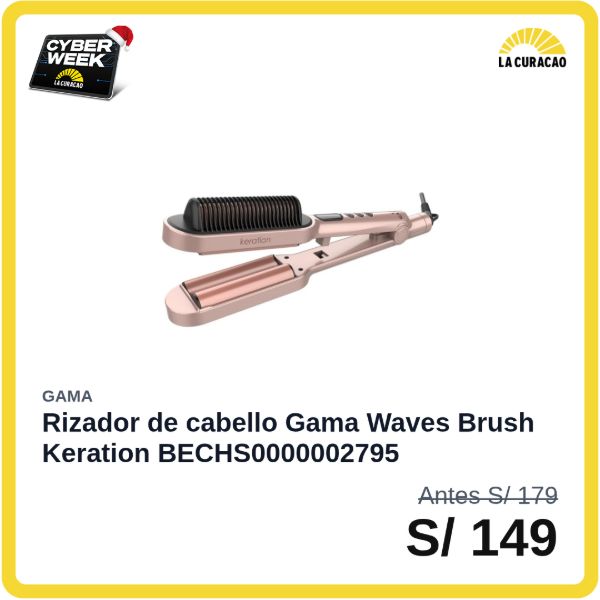 CYBER
WEEK
LA CURACAO
LA CURACAO
keration
GAMA
Rizador de cabello Gama Waves Brush
Keration BECHS0000002795
Antes S/ 179
S/ 149